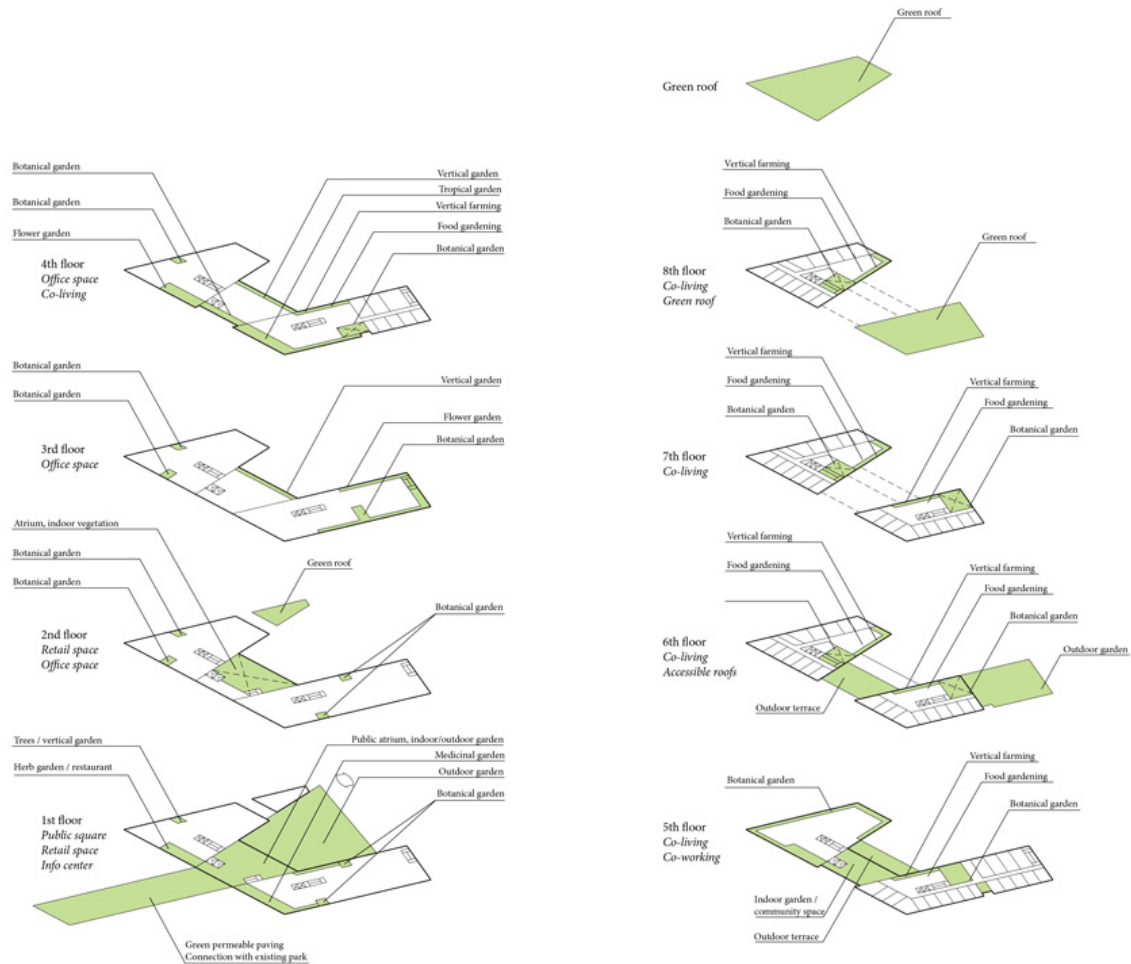 Green roof
Green roof
Botanical garden
Botanical garden
Flower garden
4th floor
Office space
Co-living
Vertical garden
Tropical garden
Vertical farming
Food gardening
Botanical garden
Botanical garden
Botanical garden
3rd floor
Office space
Vertical garden
Flower garden
Botanical garden
Atrium, indoor vegetation
Botanical garden
Botanical garden
2nd floor
Retail space
Office space
Green roof
Botanical garden
Trees / vertical garden
Herb garden / restaurant
1st floor
Public square
Retail space
Info center
Public atrium, indoor/outdoor garden
Medicinal garden
Outdoor garden
Botanical garden
Green permeable paving
Connection with existing park
Vertical farming
Food gardening
Botanical garden
8th floor
Co-living
Green roof
Green roof
Vertical farming
Food gardening
Botanical garden
7th floor
Co-living
Vertical farming
Food gardening
Botanical garden
Vertical farming
Food gardening
6th floor
Co-living
Accessible roofs
Outdoor terrace
Vertical farming
Food gardening
Botanical garden
Outdoor garden
Botanical garden
5th floor
Co-living
Co-working
Indoor garden /
community space
Outdoor terrace
Vertical farming
Food gardening
Botanical garden